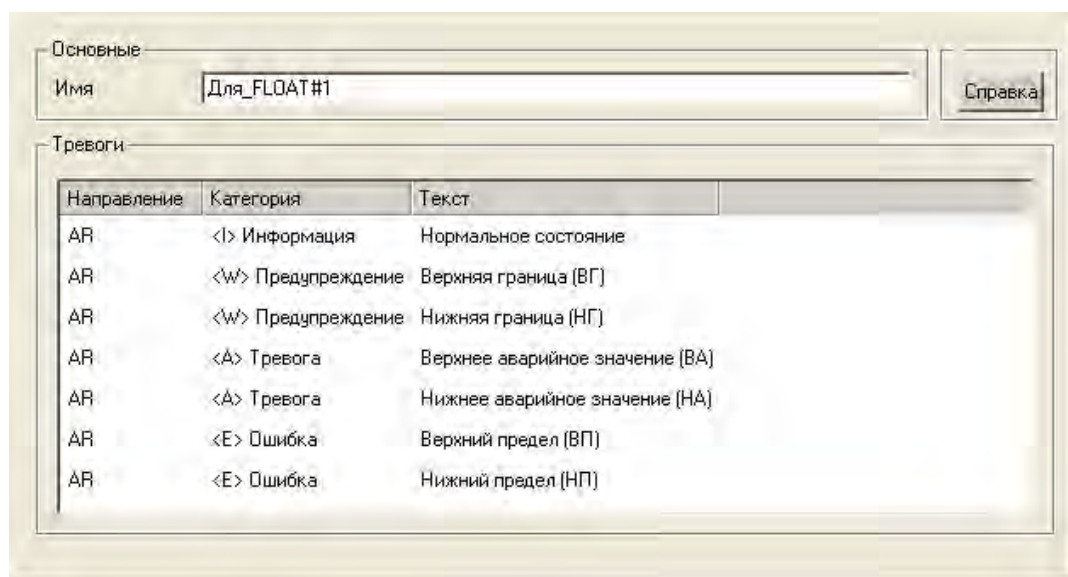 Основные
Имя Для_FLOAT#1 Справка
Тревоги
Направление Категория Текст
AR <I> Информация Нормальное состояние
AR <W> Предупреждение Верхняя граница (ВГ)
AR <W> Предупреждение Нижняя граница (НГ)
AR <A> Тревога Верхнее аварийное значение (ВА)
AR <A> Тревога Нижнее аварийное значение (НА)
AR <E> Ошибка Верхний предел (ВП)
AR <E> Ошибка Нижний предел (НП)